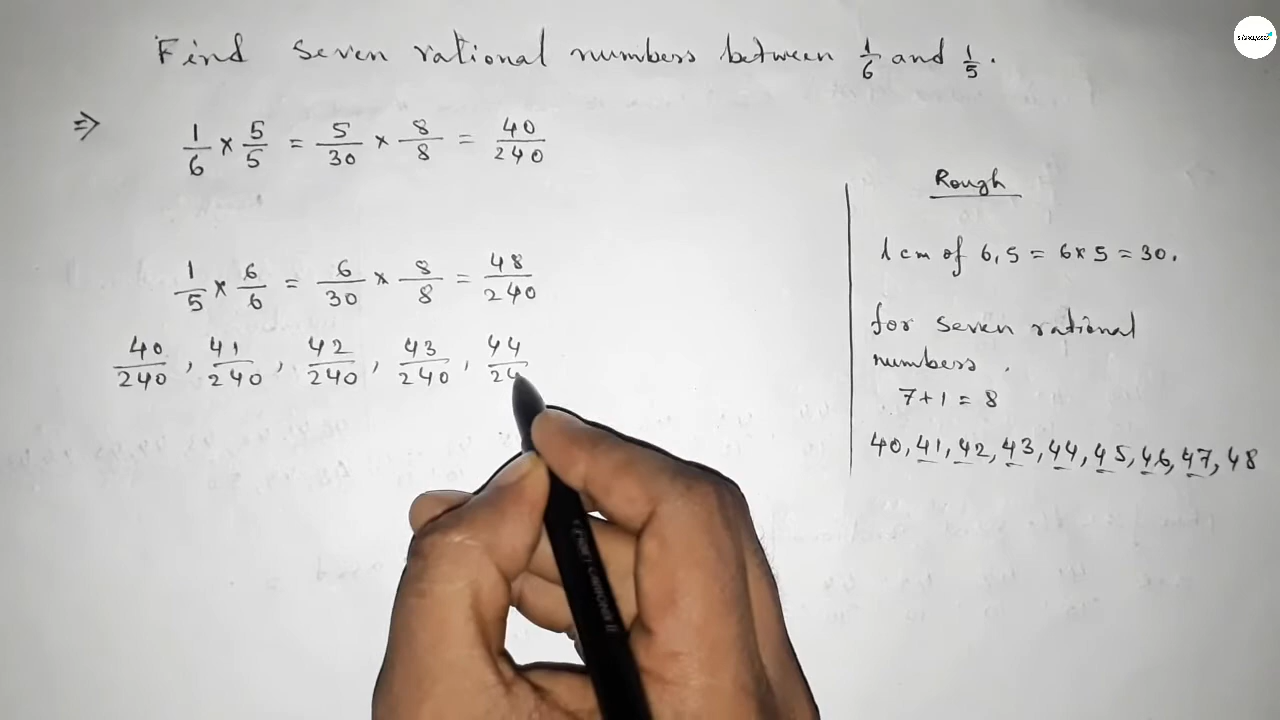 Find seven rational numbers between 1/6 and 1/5.
⇒ 1/6 × 5/5 = 5/30 × 8/8 = 40/240
1/5 × 6/6 = 6/30 × 8/8 = 48/240
40/240, 41/240, 42/240, 43/240, 44/24
Rough
lcm of 6,5 = 6×5 = 30.
for seven rational
numbers.
7+1 = 8
40, 41, 42, 43, 44, 45, 46, 47, 48